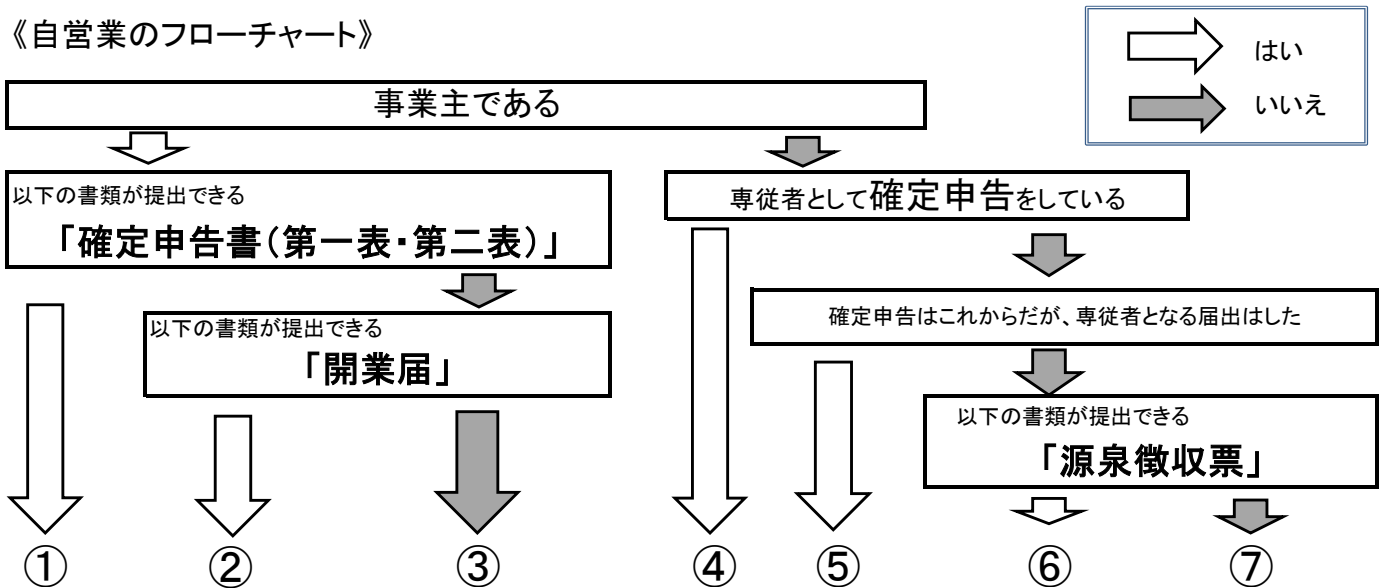 《自営業のフローチャート》
はい
いいえ
事業主である
以下の書類が提出できる
「確定申告書(第一表・第二表)」
専従者として確定申告をしている
以下の書類が提出できる
「開業届」
確定申告はこれからだが、専従者となる届出はした
以下の書類が提出できる
「源泉徴収票」
① ② ③ ④ ⑤ ⑥ ⑦